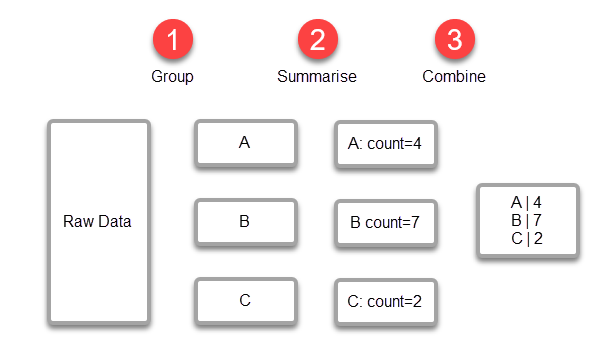 1
2
3
Group
Summarise
Combine
Raw Data
A
B
C
A: count=4
B count=7
C: count=2
A | 4
B | 7
C | 2